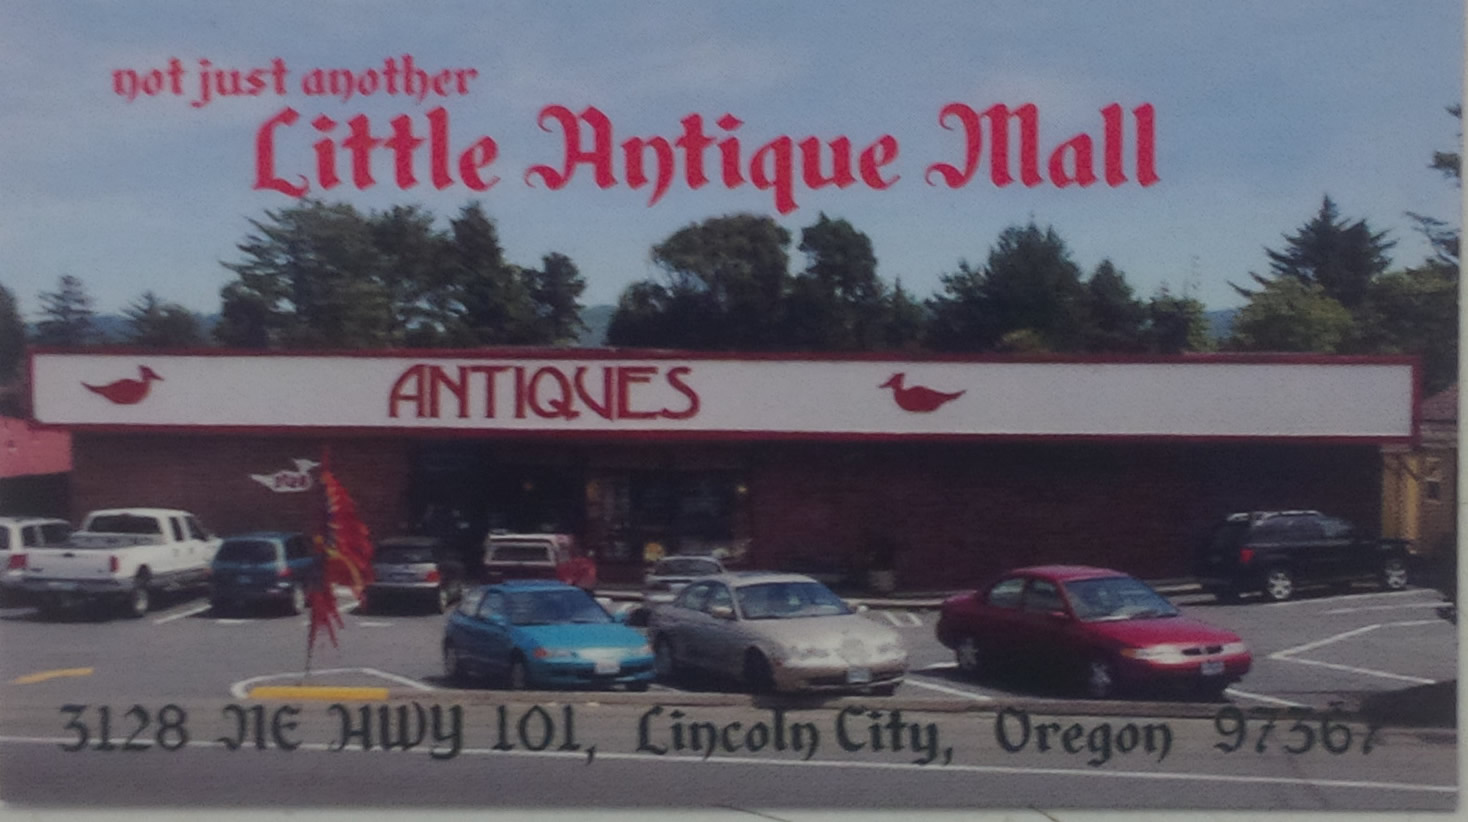 not just another
Little Antique Mall
ANTIQUES
3128 NE HWY 101, Lincoln City, Oregon 97367